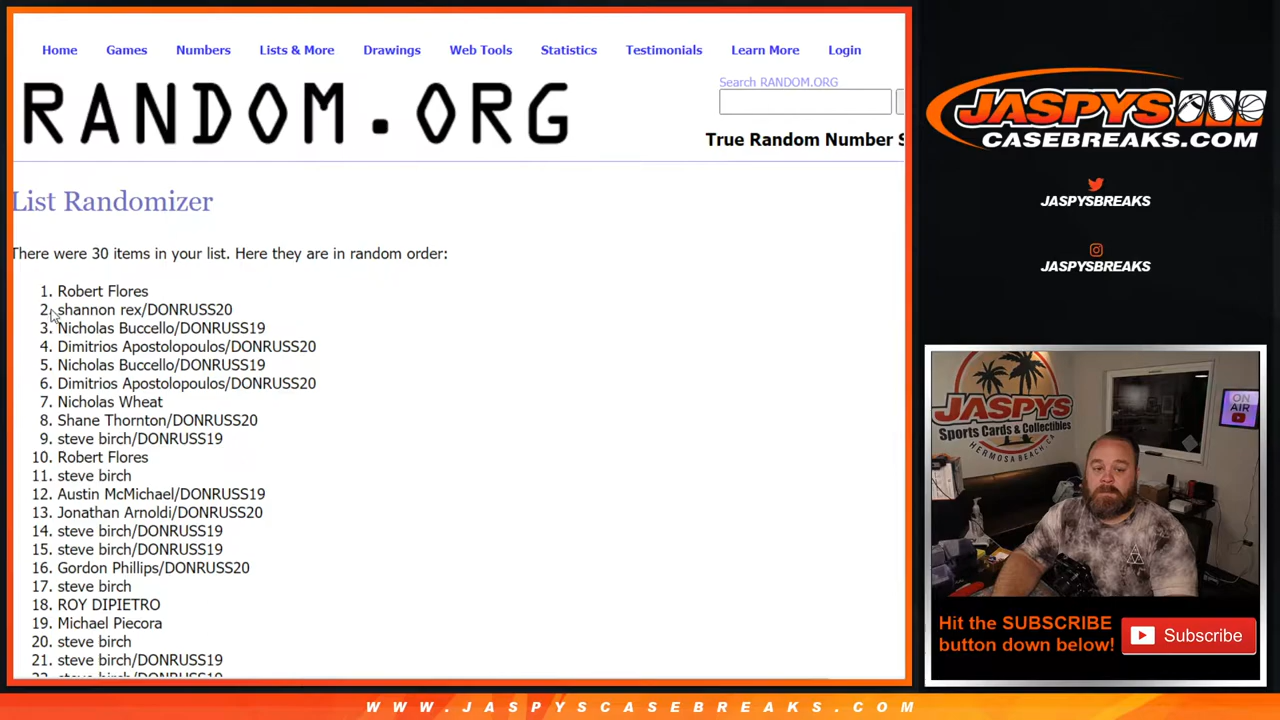 Home Games Numbers Lists & More Drawings Web Tools Statistics Testimonials Learn More Login
RANDOM.ORG
Search RANDOM.ORG
True Random Number S
List Randomizer
There were 30 items in your list. Here they are in random order:
1. Robert Flores
2. shannon rex/DONRUSS20
3. Nicholas Buccello/DONRUSS19
4. Dimitrios Apostolopoulos/DONRUSS20
5. Nicholas Buccello/DONRUSS19
6. Dimitrios Apostolopoulos/DONRUSS20
7. Nicholas Wheat
8. Shane Thornton/DONRUSS20
9. steve birch/DONRUSS19
10. Robert Flores
11. steve birch
12. Austin McMichael/DONRUSS19
13. Jonathan Arnoldi/DONRUSS20
14. steve birch/DONRUSS19
15. steve birch/DONRUSS19
16. Gordon Phillips/DONRUSS20
17. steve birch
18. ROY DIPIETRO
19. Michael Piecora
20. steve birch
21. steve birch/DONRUSS19
JASPYS
CASEBREAKS.COM
JASPYSBREAKS
JASPYSBREAKS
JASPYS
Sports Cards & Collectibles
HERMOSA BEACH, CA
ON
AIR
Hit the SUBSCRIBE
button down below!
Subscribe
WWW.JASPYSCASEBREAKS.COM